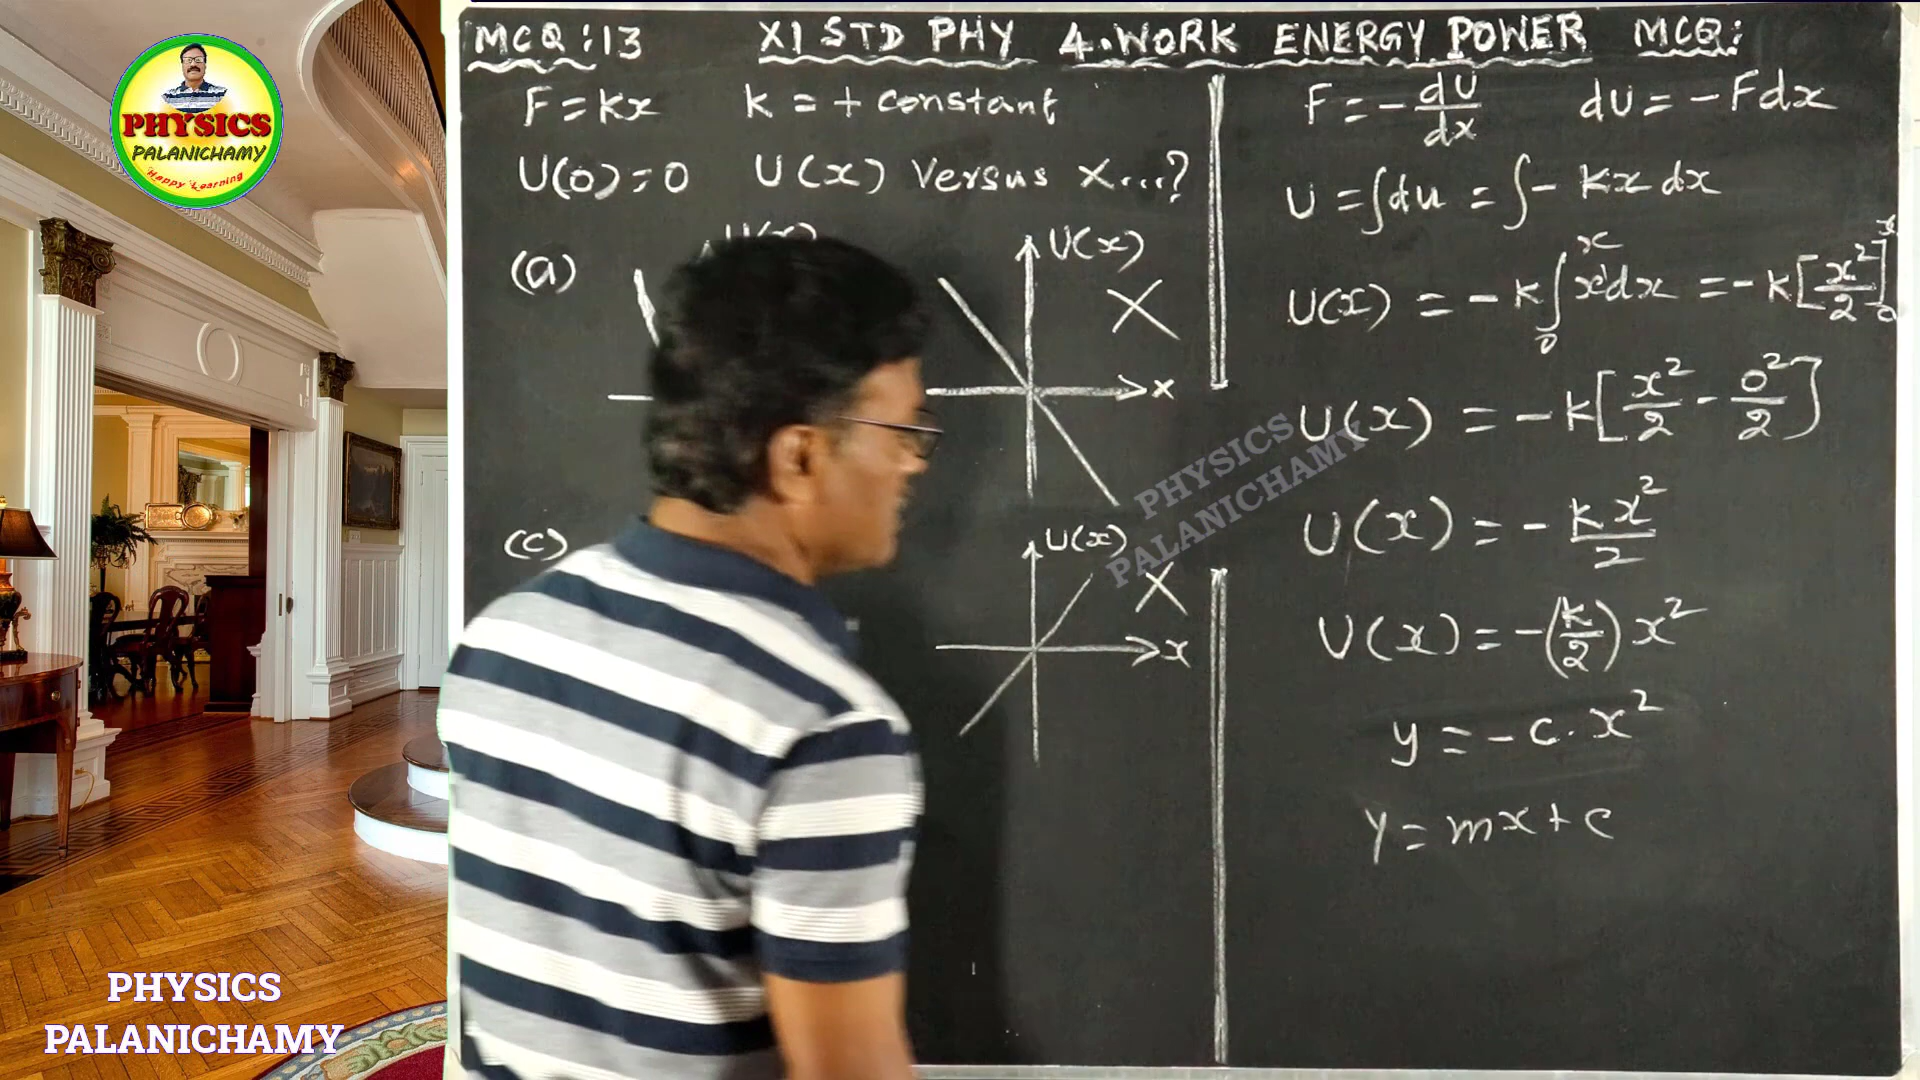 PHYSICS
PALANICHAMY
Happy Learning
MCQ: 13 XI STD PHY 4. WORK ENERGY POWER MCQ:
F = kx k = + constant
U(0) = 0 U(x) Versus x...?
(a)
U(x)
U(x)
x
(c)
U(x)
x
F = - dU/dx dU = - Fdx
U = ∫du = ∫- kx dx
U(x) = - k ∫₀ˣ x¹dx = - k [x²/2]₀ˣ
U(x) = - k [x²/2 - 0²/2]
U(x) = - kx²/2
U(x) = - (k/2) x²
y = - c. x²
y = mx + c
PHYSICS
PALANICHAMY
PHYSICS
PALANICHAMY